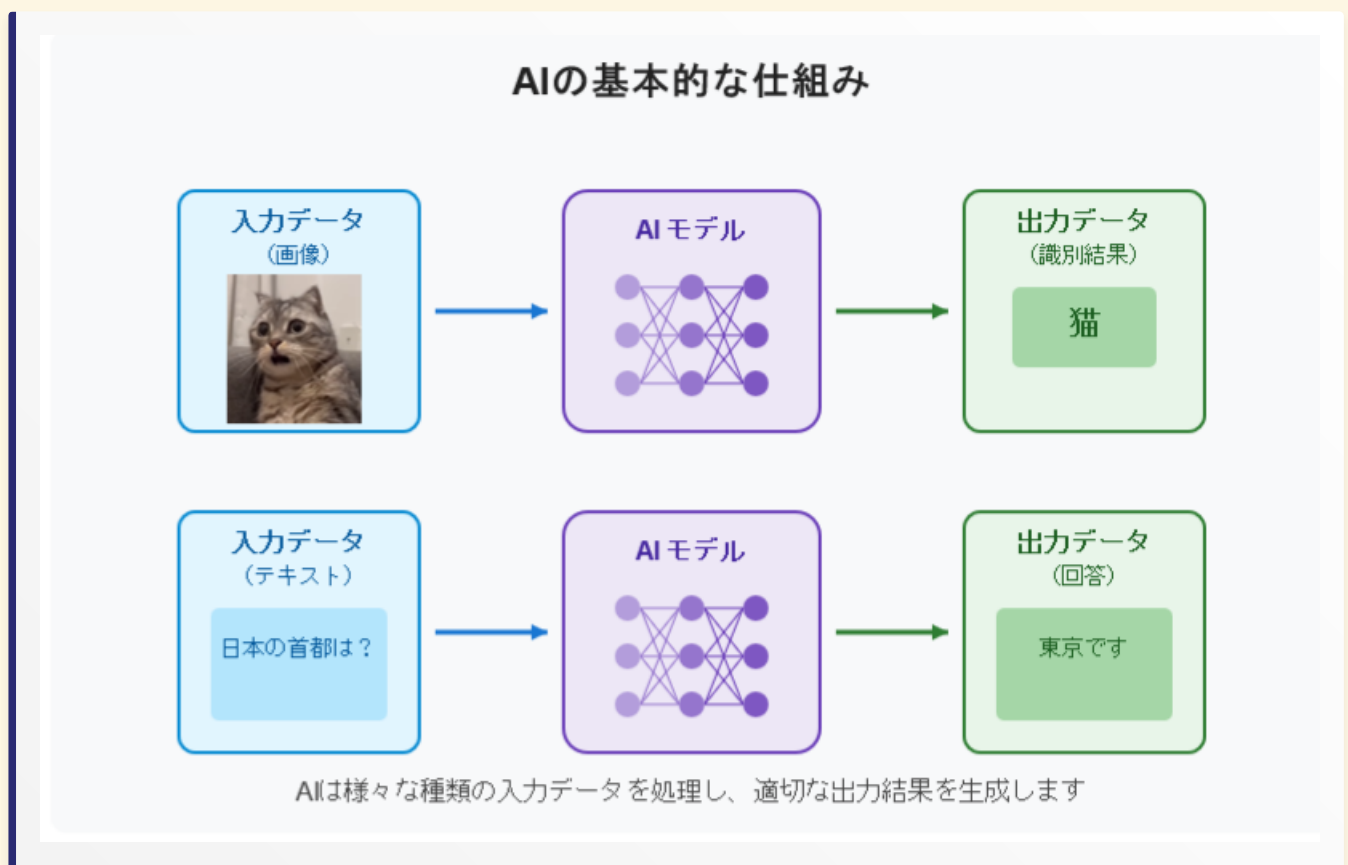 AIの基本的な仕組み
入力データ
（画像）
AI モデル
出力データ
（識別結果）
猫
入力データ
（テキスト）
日本の首都は？
AI モデル
出力データ
（回答）
東京です
AIは様々な種類の入力データを処理し、適切な出力結果を生成します